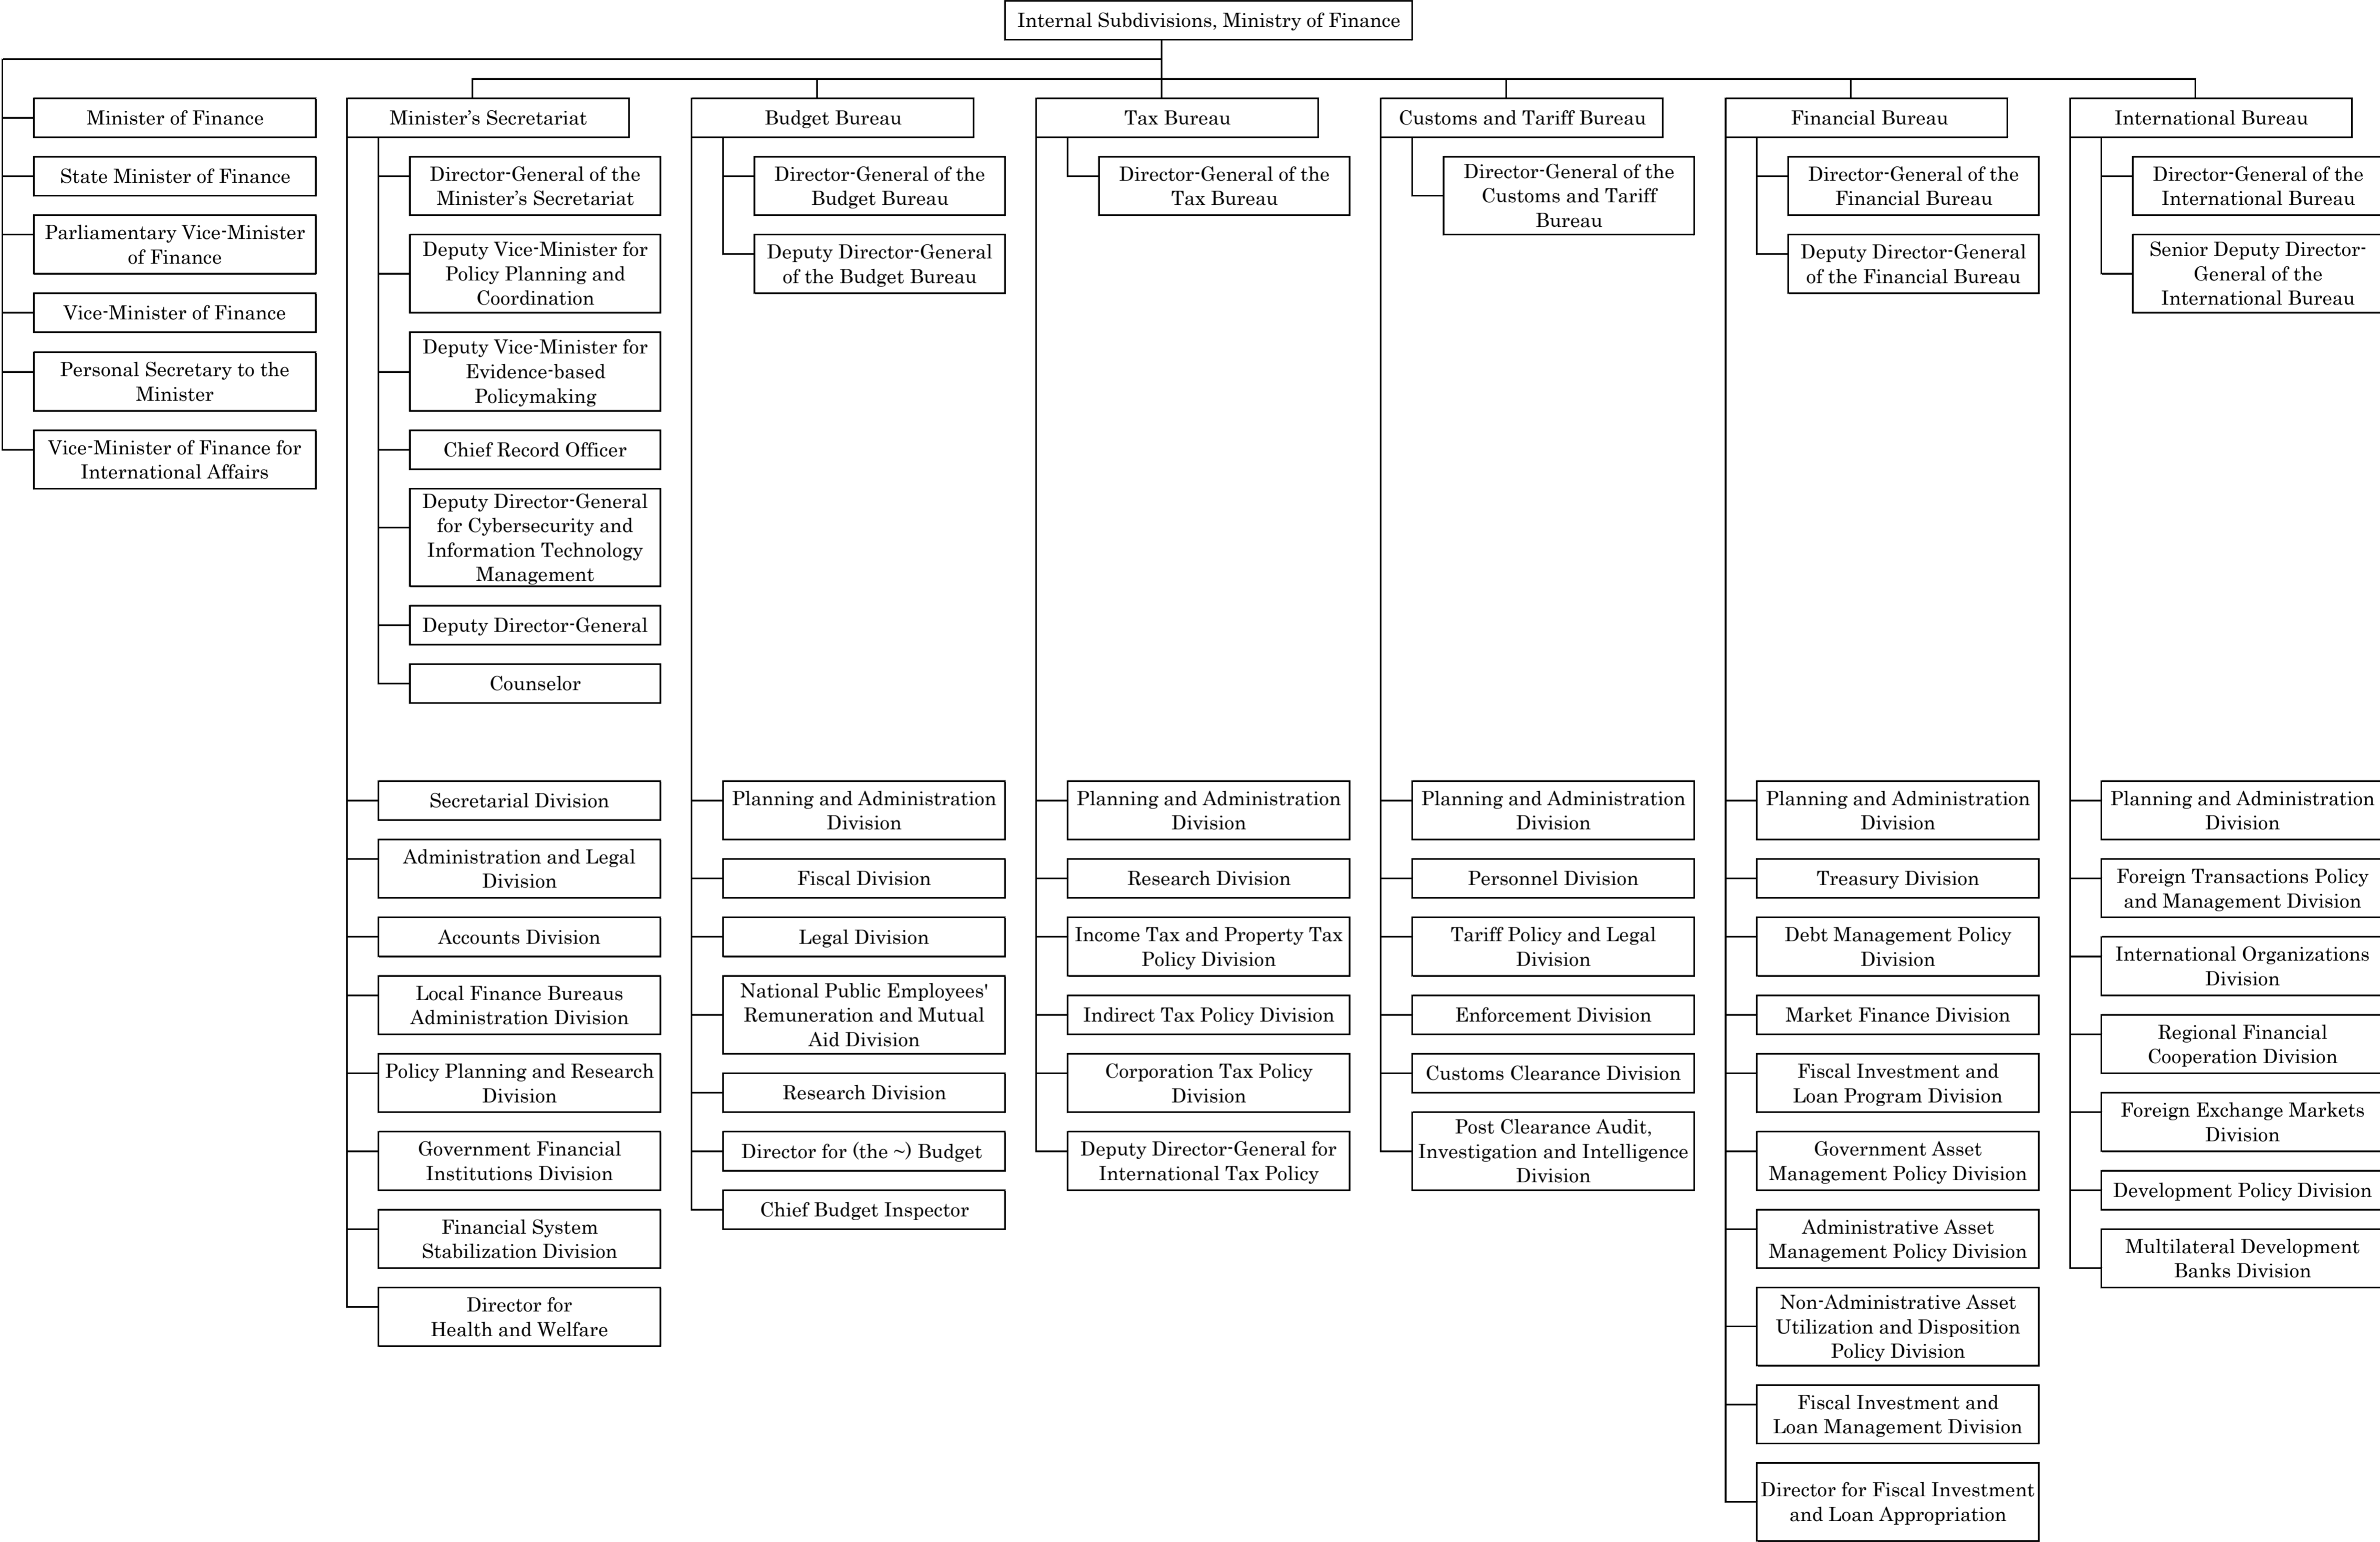 Internal Subdivisions, Ministry of Finance
Minister of Finance
State Minister of Finance
Parliamentary Vice-Minister
of Finance
Vice-Minister of Finance
Personal Secretary to the
Minister
Vice-Minister of Finance for
International Affairs
Minister’s Secretariat
Director-General of the
Minister’s Secretariat
Deputy Vice-Minister for
Policy Planning and
Coordination
Deputy Vice-Minister for
Evidence-based
Policymaking
Chief Record Officer
Deputy Director-General
for Cybersecurity and
Information Technology
Management
Deputy Director-General
Counselor
Secretarial Division
Administration and Legal
Division
Accounts Division
Local Finance Bureaus
Administration Division
Policy Planning and Research
Division
Government Financial
Institutions Division
Financial System
Stabilization Division
Director for
Health and Welfare
Budget Bureau
Director-General of the
Budget Bureau
Deputy Director-General
of the Budget Bureau
Planning and Administration
Division
Fiscal Division
Legal Division
National Public Employees'
Remuneration and Mutual
Aid Division
Research Division
Director for (the ~) Budget
Chief Budget Inspector
Tax Bureau
Director-General of the
Tax Bureau
Planning and Administration
Division
Research Division
Income Tax and Property Tax
Policy Division
Indirect Tax Policy Division
Corporation Tax Policy
Division
Deputy Director-General for
International Tax Policy
Customs and Tariff Bureau
Director-General of the
Customs and Tariff
Bureau
Planning and Administration
Division
Personnel Division
Tariff Policy and Legal
Division
Enforcement Division
Customs Clearance Division
Post Clearance Audit,
Investigation and Intelligence
Division
Financial Bureau
Director-General of the
Financial Bureau
Deputy Director-General
of the Financial Bureau
Planning and Administration
Division
Treasury Division
Debt Management Policy
Division
Market Finance Division
Fiscal Investment and
Loan Program Division
Government Asset
Management Policy Division
Administrative Asset
Management Policy Division
Non-Administrative Asset
Utilization and Disposition
Policy Division
Fiscal Investment and
Loan Management Division
Director for Fiscal Investment
and Loan Appropriation
International Bureau
Director-General of the
International Bureau
Senior Deputy Director-
General of the
International Bureau
Planning and Administration
Division
Foreign Transactions Policy
and Management Division
International Organizations
Division
Regional Financial
Cooperation Division
Foreign Exchange Markets
Division
Development Policy Division
Multilateral Development
Banks Division